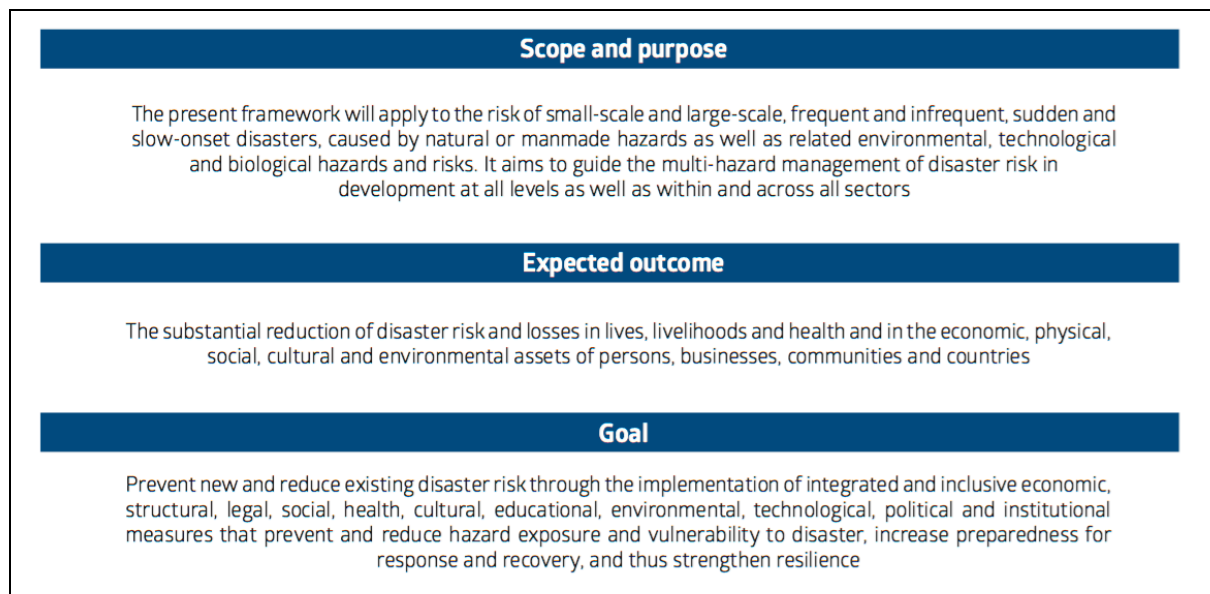 Scope and purpose
The present framework will apply to the risk of small-scale and large-scale, frequent and infrequent, sudden and
slow-onset disasters, caused by natural or manmade hazards as well as related environmental, technological
and biological hazards and risks. It aims to guide the multi-hazard management of disaster risk in
development at all levels as well as within and across all sectors
Expected outcome
The substantial reduction of disaster risk and losses in lives, livelihoods and health and in the economic, physical,
social, cultural and environmental assets of persons, businesses, communities and countries
Goal
Prevent new and reduce existing disaster risk through the implementation of integrated and inclusive economic,
structural, legal, social, health, cultural, educational, environmental, technological, political and institutional
measures that prevent and reduce hazard exposure and vulnerability to disaster, increase preparedness for
response and recovery, and thus strengthen resilience